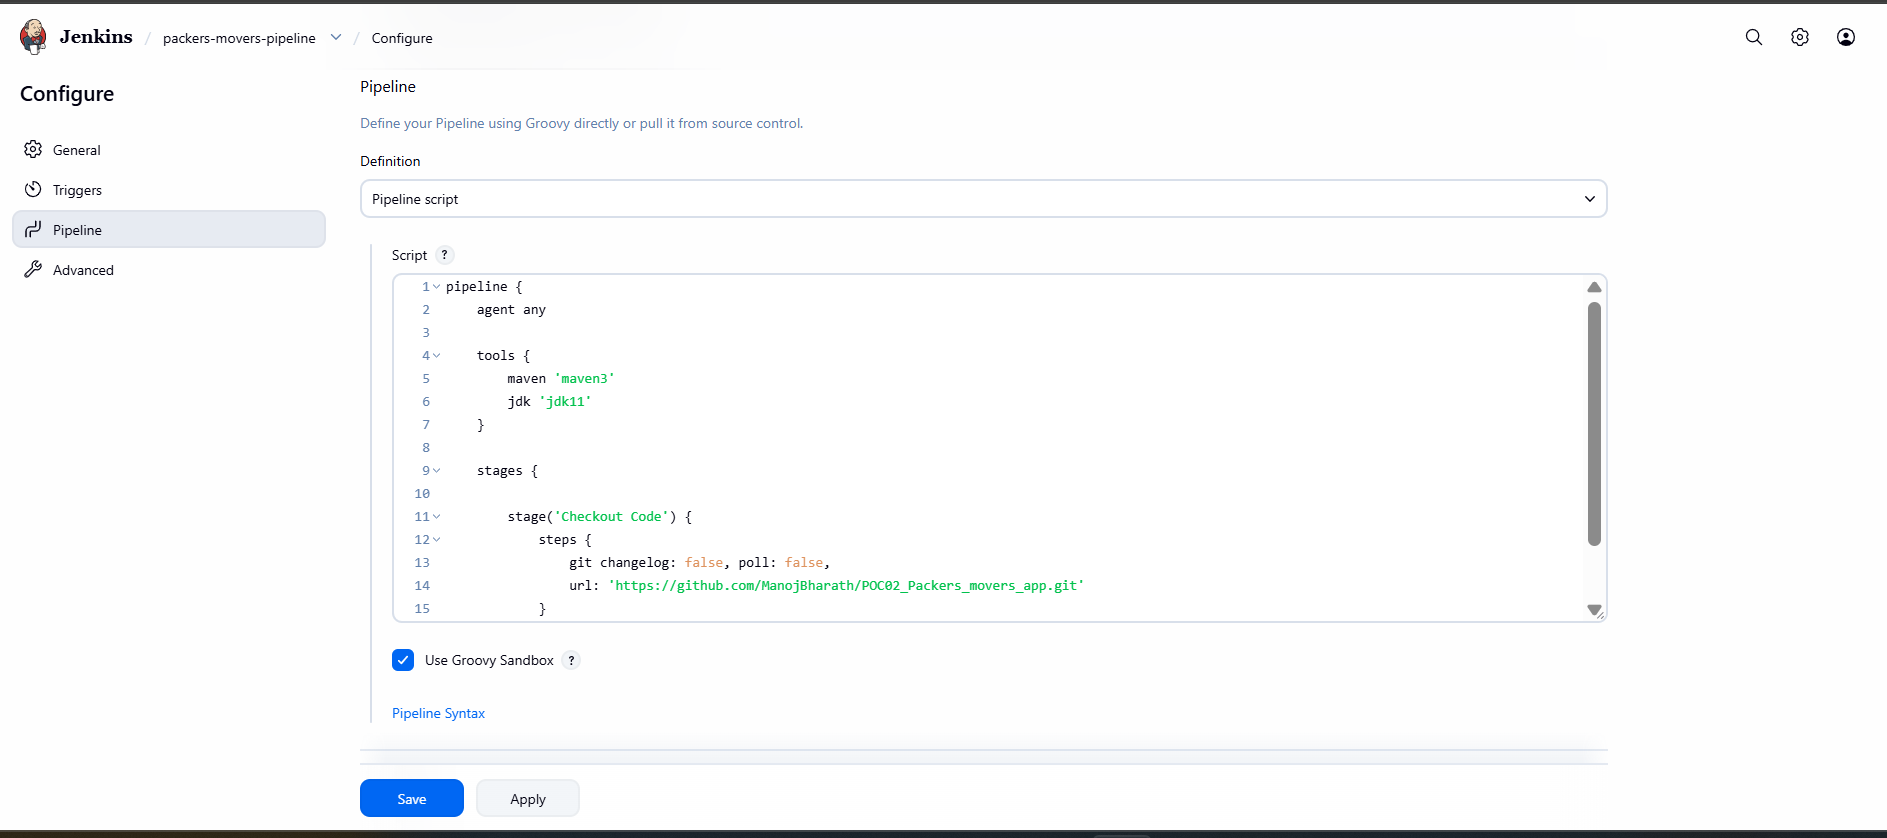 Jenkins / packers-movers-pipeline / Configure
Configure
General
Triggers
Pipeline
Advanced
Pipeline
Define your Pipeline using Groovy directly or pull it from source control.
Definition
Pipeline script
Script ?
1 pipeline {
2     agent any
3
4     tools {
5         maven 'maven3'
6         jdk 'jdk11'
7     }
8
9     stages {
10
11         stage('Checkout Code') {
12             steps {
13                 git changelog: false, poll: false,
14                 url: 'https://github.com/ManojBharath/POC02_Packers_movers_app.git'
15             }
Use Groovy Sandbox ?
Pipeline Syntax
Save
Apply